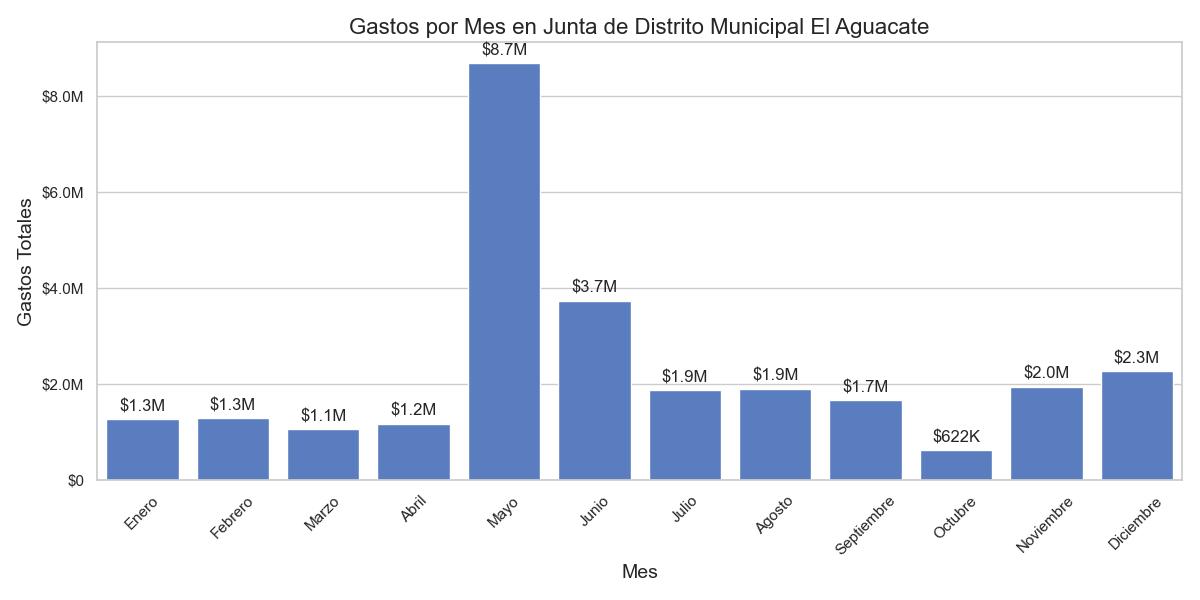 Gastos por Mes en Junta de Distrito Municipal El Aguacate
$8.7M
$8.0M
$6.0M
$4.0M
$3.7M
$2.0M
$0
$1.3M
$1.3M
$1.1M
$1.2M
$1.9M
$1.9M
$1.7M
$622K
$2.0M
$2.3M
Gastos Totales
Enero
Febrero
Marzo
Abril
Mayo
Junio
Julio
Agosto
Septiembre
Octubre
Noviembre
Diciembre
Mes